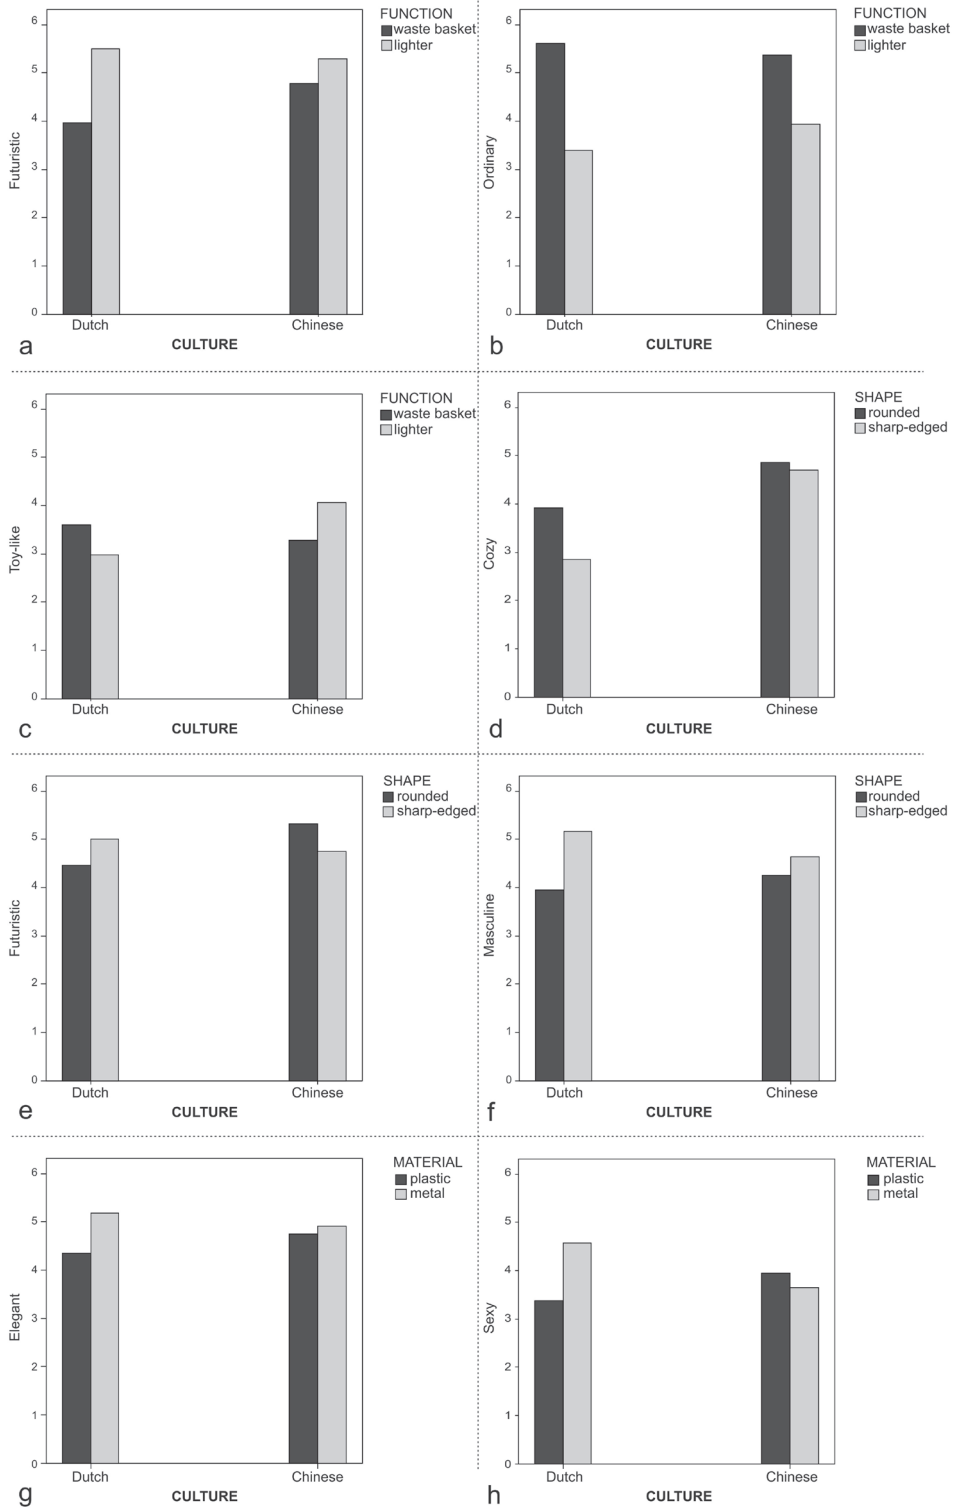 FUNCTION
waste basket
lighter
6
5
4
3
2
1
0
Futuristic
Dutch
Chinese
CULTURE
a
FUNCTION
waste basket
lighter
6
5
4
3
2
1
0
Ordinary
Dutch
Chinese
CULTURE
b
FUNCTION
waste basket
lighter
6
5
4
3
2
1
0
Toy-like
Dutch
Chinese
CULTURE
c
SHAPE
rounded
sharp-edged
6
5
4
3
2
1
0
Cozy
Dutch
Chinese
CULTURE
d
SHAPE
rounded
sharp-edged
6
5
4
3
2
1
0
Futuristic
Dutch
Chinese
CULTURE
e
SHAPE
rounded
sharp-edged
6
5
4
3
2
1
0
Masculine
Dutch
Chinese
CULTURE
f
MATERIAL
plastic
metal
6
5
4
3
2
1
0
Elegant
Dutch
Chinese
CULTURE
g
MATERIAL
plastic
metal
6
5
4
3
2
1
0
Sexy
Dutch
Chinese
CULTURE
h